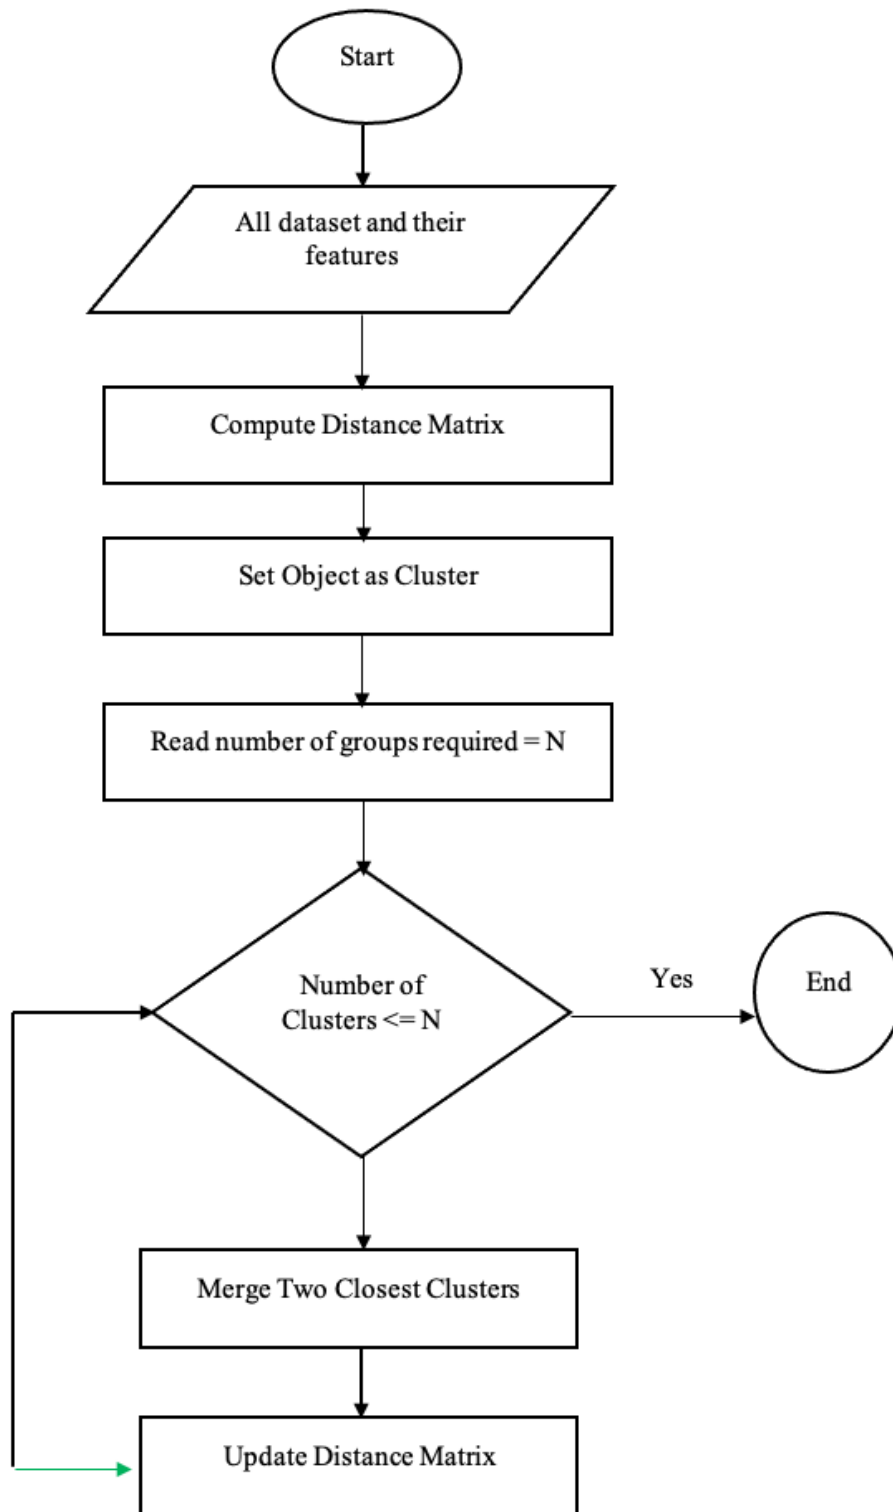 Start
All dataset and their
features
Compute Distance Matrix
Set Object as Cluster
Read number of groups required = N
Number of
Clusters <= N
Yes
End
Merge Two Closest Clusters
Update Distance Matrix